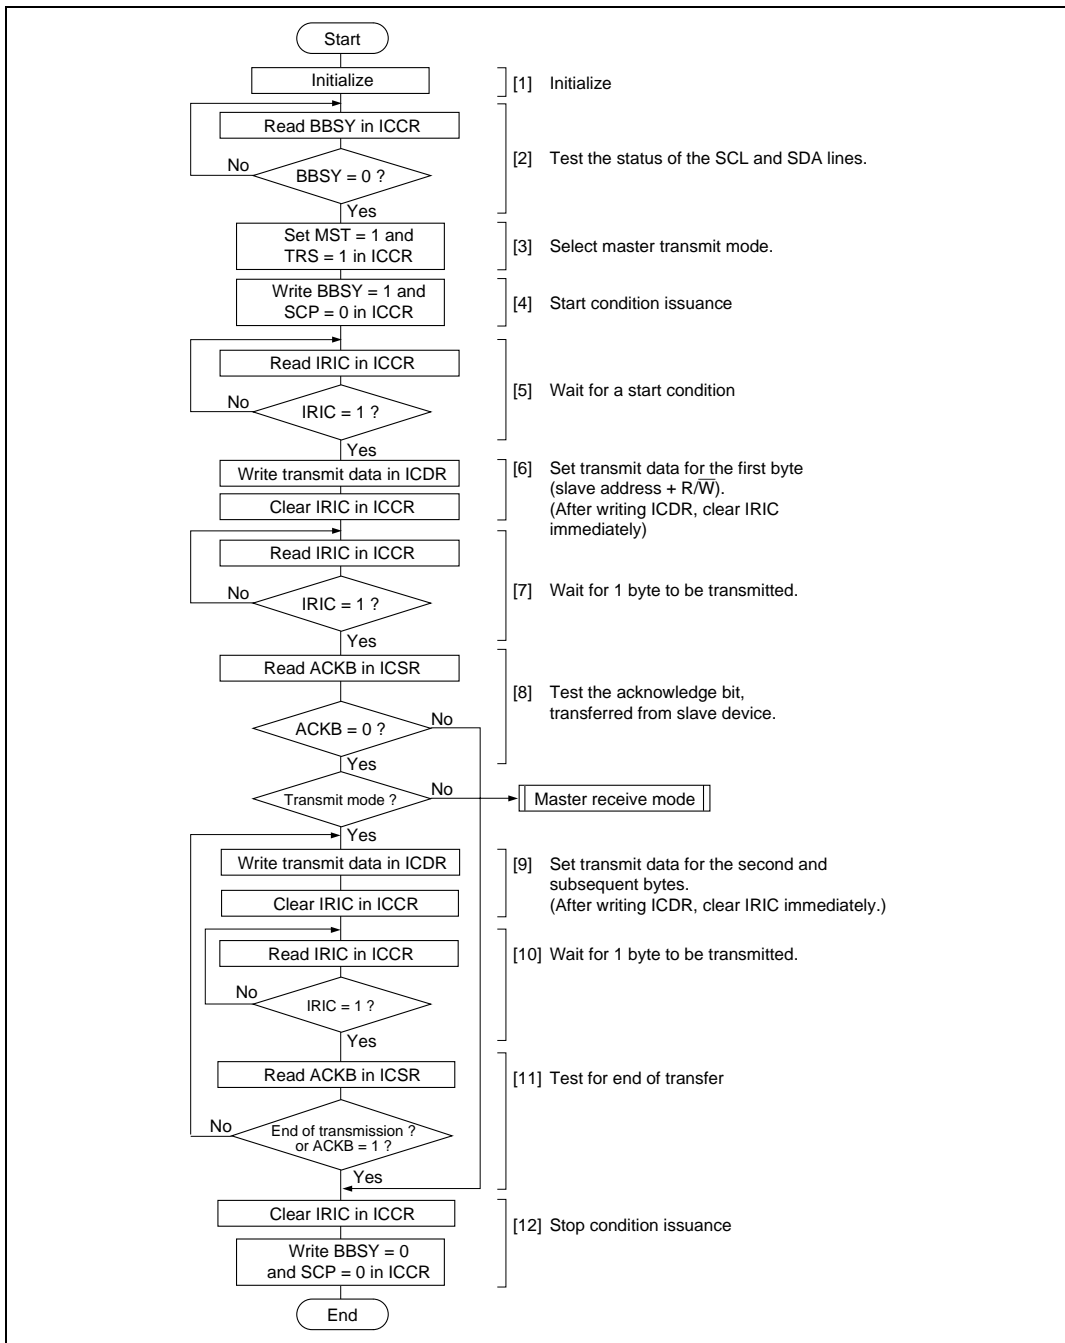 Start
Initialize
[1] Initialize
Read BBSY in ICCR
No
BBSY = 0 ?
[2] Test the status of the SCL and SDA lines.
Yes
Set MST = 1 and
TRS = 1 in ICCR
[3] Select master transmit mode.
Write BBSY = 1 and
SCP = 0 in ICCR
[4] Start condition issuance
Read IRIC in ICCR
No
IRIC = 1 ?
[5] Wait for a start condition
Yes
Write transmit data in ICDR
Clear IRIC in ICCR
[6] Set transmit data for the first byte
(slave address + R/W̅).
(After writing ICDR, clear IRIC
immediately)
Read IRIC in ICCR
No
IRIC = 1 ?
[7] Wait for 1 byte to be transmitted.
Yes
Read ACKB in ICSR
[8] Test the acknowledge bit,
transferred from slave device.
ACKB = 0 ?
No
Yes
Transmit mode ?
No
Master receive mode
Yes
Write transmit data in ICDR
Clear IRIC in ICCR
[9] Set transmit data for the second and
subsequent bytes.
(After writing ICDR, clear IRIC immediately.)
Read IRIC in ICCR
[10] Wait for 1 byte to be transmitted.
No
IRIC = 1 ?
Yes
Read ACKB in ICSR
[11] Test for end of transfer
No
End of transmission ?
or ACKB = 1 ?
Yes
Clear IRIC in ICCR
[12] Stop condition issuance
Write BBSY = 0
and SCP = 0 in ICCR
End